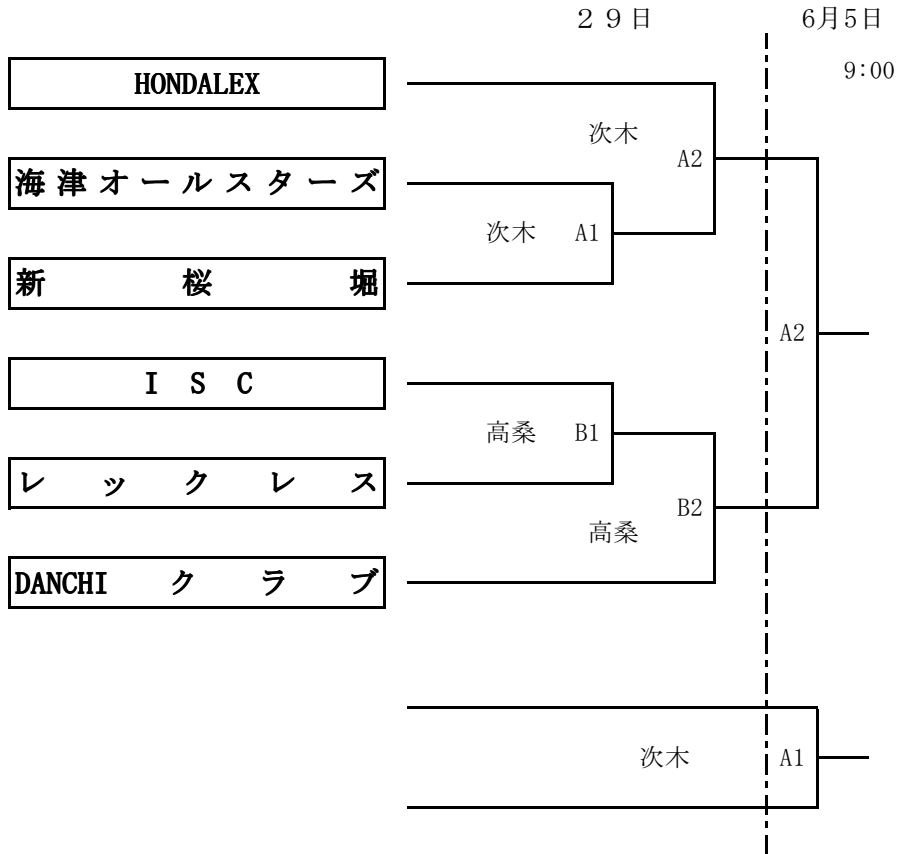 ２９日 6月5日
9:00
HONDALEX
次木
A2
海津オールスターズ
次木 A1
新桜堀
A2
ＩＳＣ
高桑 B1
レックレス
B2
高桑
DANCHIクラブ
次木 A1